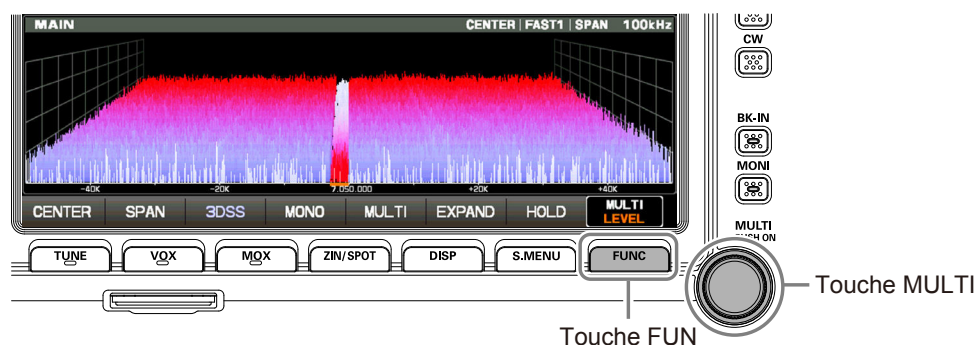 MAIN
CENTER | FAST1 | SPAN 100kHz
-40K -20K 7.050.000 +20K +40K
CENTER SPAN 3DSS MONO MULTI EXPAND HOLD MULTI
LEVEL
TUNE VOX MOX ZIN/SPOT DISP S.MENU FUNC
CW
BK-IN
MONI
MULTI
PUSH ON
Touche MULTI
Touche FUN